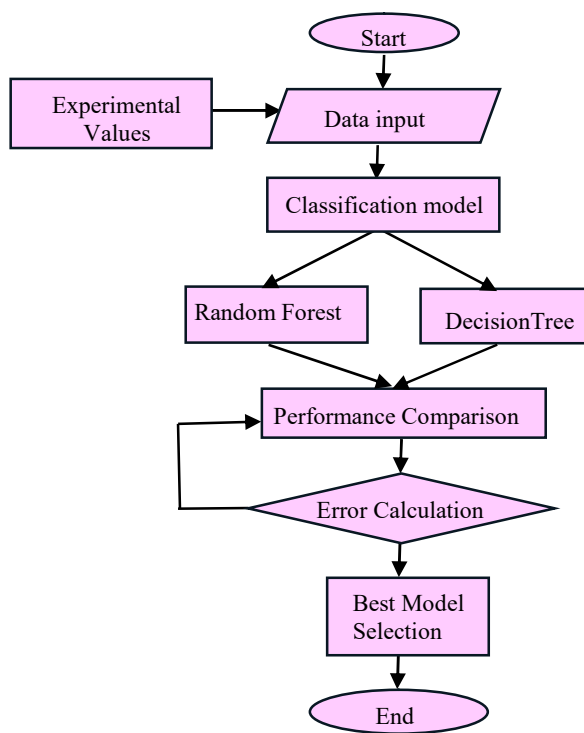 Start
Experimental
Values
Data input
Classification model
Random Forest
DecisionTree
Performance Comparison
Error Calculation
Best Model
Selection
End